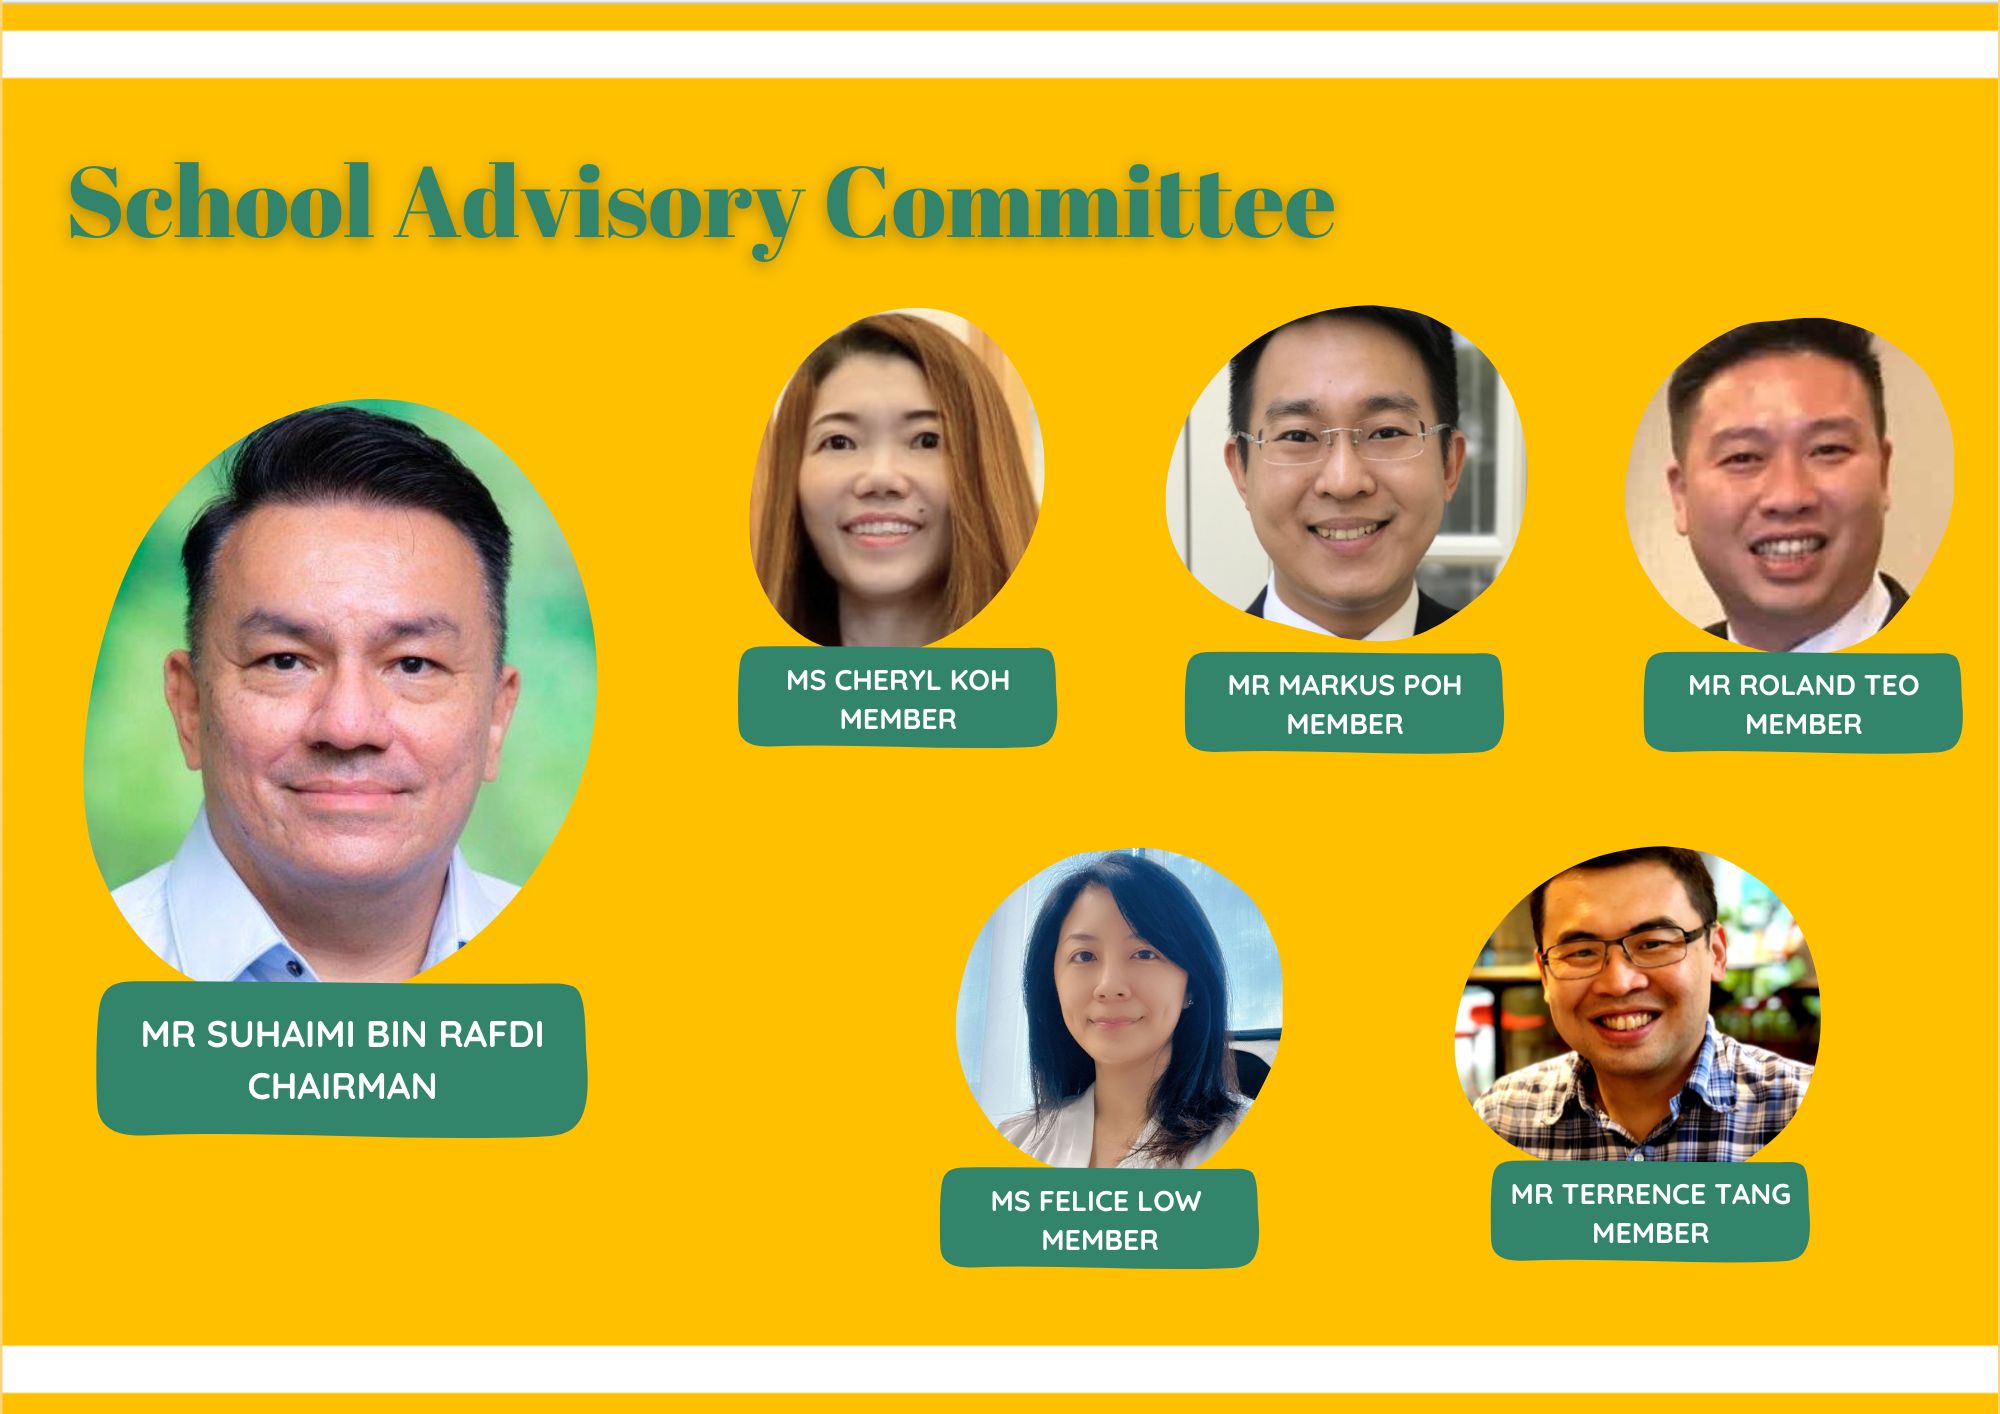 School Advisory Committee
MS CHERYL KOH
MEMBER
MR MARKUS POH
MEMBER
MR ROLAND TEO
MEMBER
MR SUHAIMI BIN RAFDI
CHAIRMAN
MS FELICE LOW
MEMBER
MR TERRENCE TANG
MEMBER